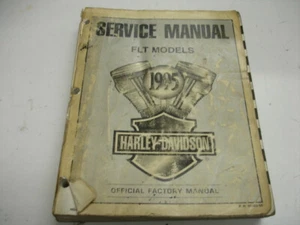 SERVICE MANUAL
FLT MODELS
1995
HARLEY-DAVIDSON
OFFICIAL FACTORY MANUAL